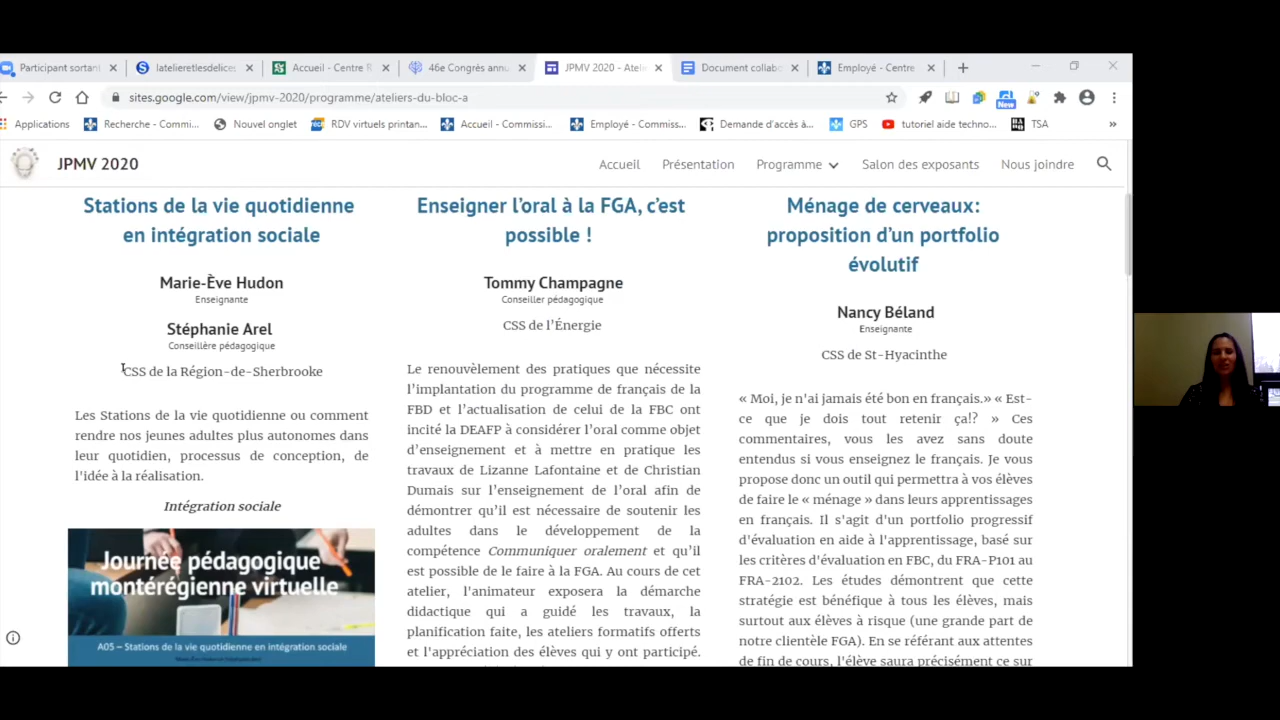 Participant sortant
latelieretlesdelices
Accueil - Centre R
46e Congrès annu
JPMV 2020 - Ateli
Document collab
Employé - Centre
sites.google.com/view/jpmv-2020/programme/ateliers-du-bloc-a
New
Applications
Recherche - Commi...
Nouvel onglet
RDV virtuels printan...
Accueil - Commissi...
Employé - Commiss...
Demande d'accès à...
GPS
tutoriel aide techno...
TSA
»
JPMV 2020
Accueil
Présentation
Programme
Salon des exposants
Nous joindre
Stations de la vie quotidienne
en intégration sociale
Marie-Ève Hudon
Enseignante
Stéphanie Arel
Conseillère pédagogique
CSS de la Région-de-Sherbrooke
Les Stations de la vie quotidienne ou comment
rendre nos jeunes adultes plus autonomes dans
leur quotidien, processus de conception, de
l'idée à la réalisation.
Intégration sociale
Journée pédagogique
montérégienne virtuelle
A05 – Stations de la vie quotidienne en intégration sociale
Enseigner l'oral à la FGA, c'est
possible !
Tommy Champagne
Conseiller pédagogique
CSS de l'Énergie
Le renouvèlement des pratiques que nécessite
l'implantation du programme de français de la
FBD et l'actualisation de celui de la FBC ont
incité la DEAFP à considérer l'oral comme objet
d'enseignement et à mettre en pratique les
travaux de Lizanne Lafontaine et de Christian
Dumais sur l'enseignement de l'oral afin de
démontrer qu'il est nécessaire de soutenir les
adultes dans le développement de la
compétence Communiquer oralement et qu'il
est possible de le faire à la FGA. Au cours de cet
atelier, l'animateur exposera la démarche
didactique qui a guidé les travaux, la
planification faite, les ateliers formatifs offerts
et l'appréciation des élèves qui y ont participé.
Ménage de cerveaux:
proposition d'un portfolio
évolutif
Nancy Béland
Enseignante
CSS de St-Hyacinthe
« Moi, je n'ai jamais été bon en français.» « Est-
ce que je dois tout retenir ça!? » Ces
commentaires, vous les avez sans doute
entendus si vous enseignez le français. Je vous
propose donc un outil qui permettra à vos élèves
de faire le « ménage » dans leurs apprentissages
en français. Il s'agit d'un portfolio progressif
d'évaluation en aide à l'apprentissage, basé sur
les critères d'évaluation en FBC, du FRA-P101 au
FRA-2102. Les études démontrent que cette
stratégie est bénéfique à tous les élèves, mais
surtout aux élèves à risque (une grande part de
notre clientèle FGA). En se référant aux attentes
de fin de cours, l'élève saura précisément ce sur